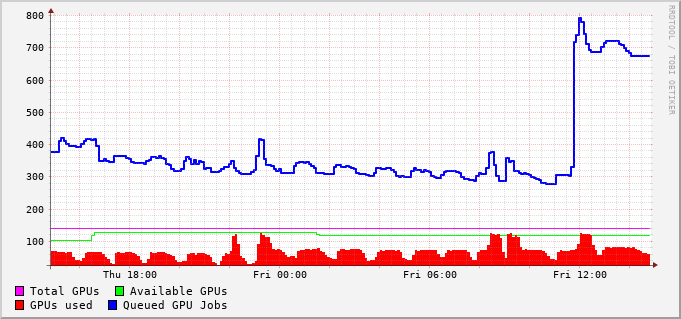 800
700
600
500
400
300
200
100
Thu 18:00 Fri 00:00 Fri 06:00 Fri 12:00
Total GPUs Available GPUs
GPUs used Queued GPU Jobs
RRDTOOL / TOBI OETIKER